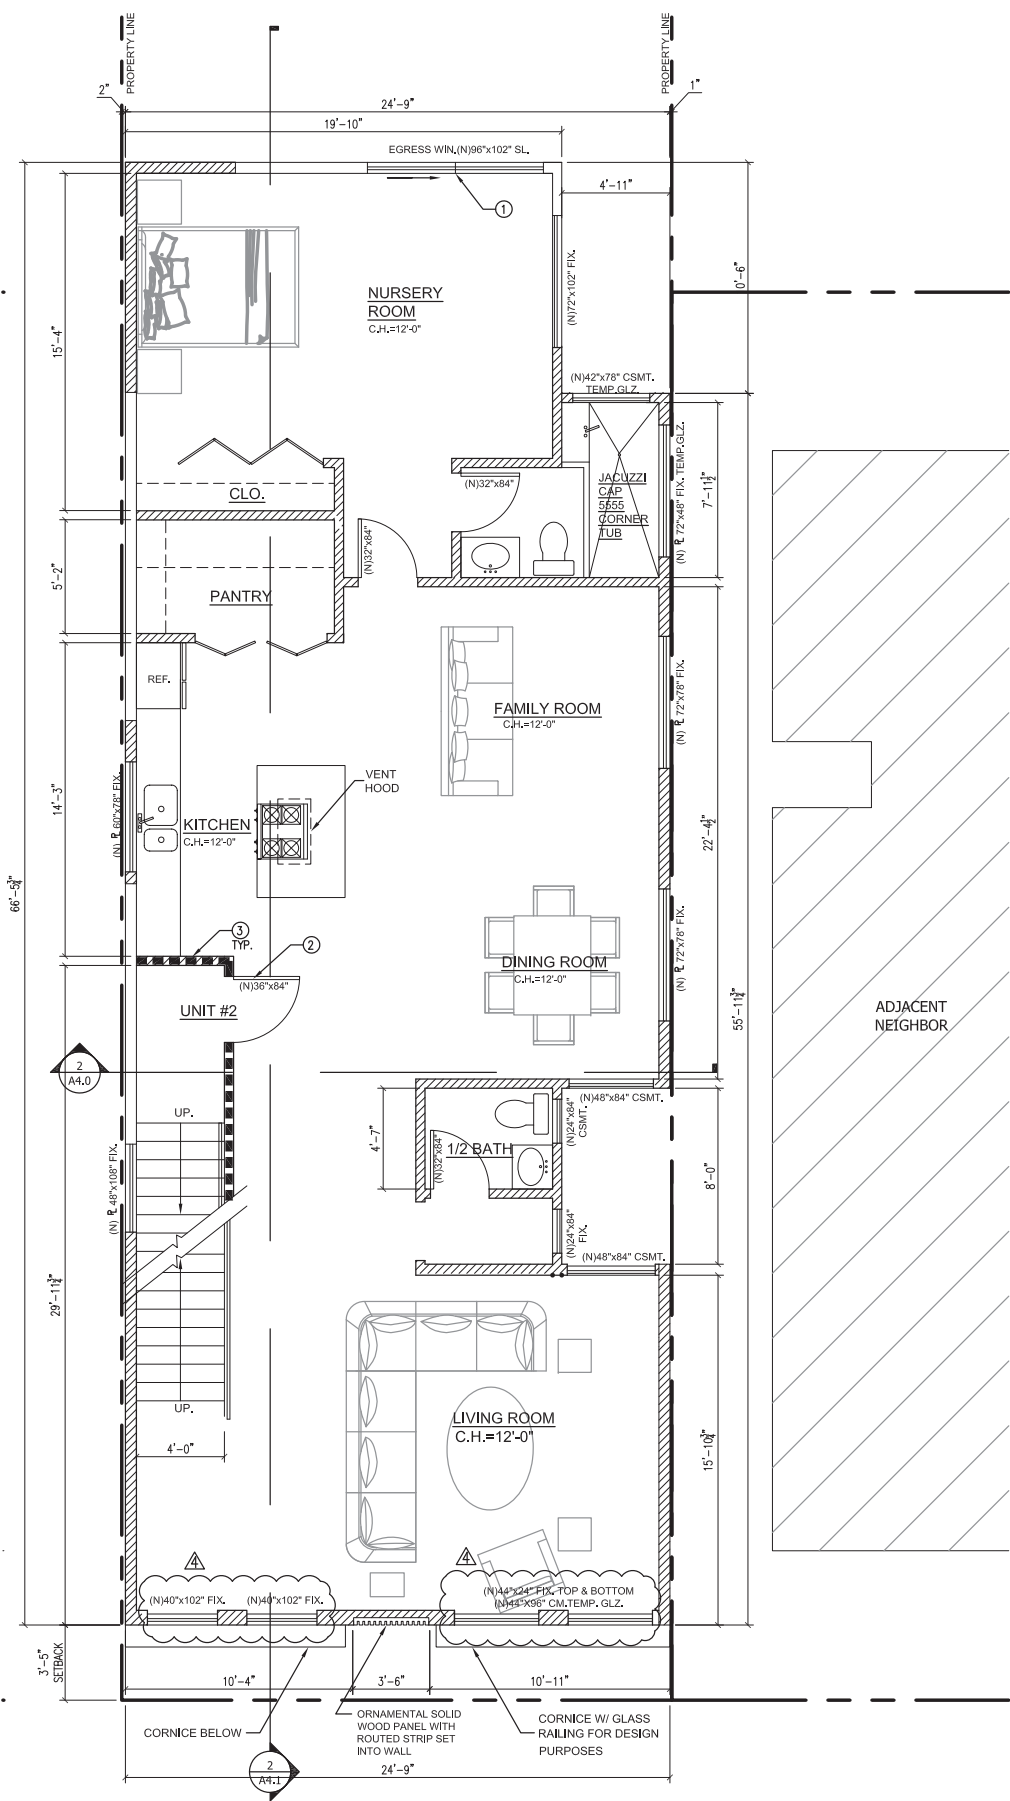 PROPERTY LINE
PROPERTY LINE
2"
1"
24'-9"
19'-10"
EGRESS WIN.(N)96"x102" SL.
4'-11"
1
NURSERY
ROOM
C.H.=12'-0"
(N)72"x102" FIX.
0'-6"
15'-4"
(N)42"x78" CSMT.
TEMP.GLZ.
CLO.
(N)32"x84"
JACUZZI
CAP
5555
CORNER
TUB
(N) PL 72"x48" FIX. TEMP.GLZ.
7'-11½"
(N)32"x84"
5'-2"
PANTRY
REF.
FAMILY ROOM
C.H.=12'-0"
(N) PL 72"x78" FIX.
VENT
HOOD
14'-3"
(N) PL 60"x78" FIX.
KITCHEN
C.H.=12'-0"
22'-4½"
66'-5¾"
3
TYP.
2
(N)36"x84"
DINING ROOM
C.H.=12'-0"
(N) PL 72"x78" FIX.
UNIT #2
55'-11¾"
ADJACENT
NEIGHBOR
2
A4.0
UP.
(N)48"x84" CSMT.
(N)24"x84"
CSMT.
4'-7"
(N)32"x84"
1/2 BATH
8'-0"
(N) PL 48"x108" FIX.
(N)24"x84"
FIX.
(N)48"x84" CSMT.
29'-11¾"
UP.
4'-0"
LIVING ROOM
C.H.=12'-0"
15'-10¾"
4
4
(N)40"x102" FIX.
(N)40"x102" FIX.
(N)44"x24" FIX. TOP & BOTTOM
(N)44"X96" CM.TEMP. GLZ.
3'-5"
SETBACK
10'-4"
3'-6"
10'-11"
CORNICE BELOW
ORNAMENTAL SOLID
WOOD PANEL WITH
ROUTED STRIP SET
INTO WALL
CORNICE W/ GLASS
RAILING FOR DESIGN
PURPOSES
2
A4.1
24'-9"